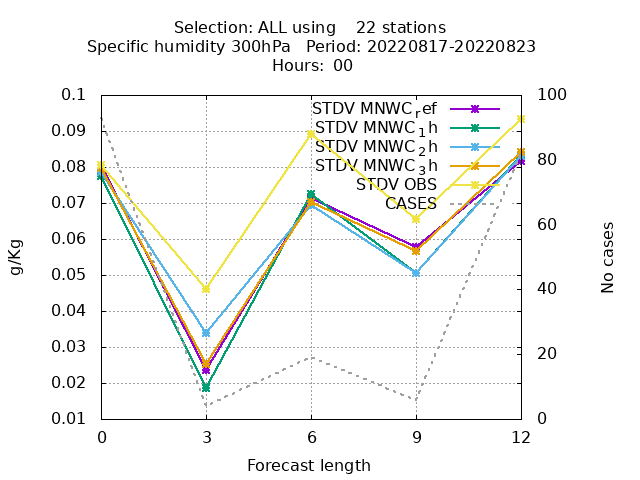 Selection: ALL using    22 stations
Specific humidity 300hPa   Period: 20220817-20220823
Hours:  00
0.1
0.09
0.08
0.07
0.06
0.05
0.04
0.03
0.02
0.01
g/Kg
STDV MNWC_ref
STDV MNWC_1h
STDV MNWC_2h
STDV MNWC_3h
STDV OBS
CASES
100
80
60
40
20
0
No cases
0 3 6 9 12
Forecast length